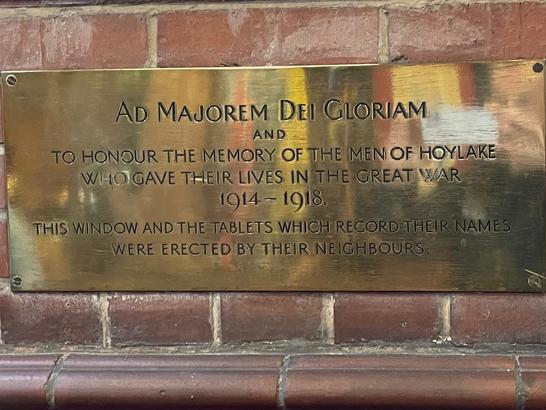 AD MAJOREM DEI GLORIAM
AND
TO HONOUR THE MEMORY OF THE MEN OF HOYLAKE
WHO GAVE THEIR LIVES IN THE GREAT WAR
1914 – 1918.
THIS WINDOW AND THE TABLETS WHICH RECORD THEIR NAMES
WERE ERECTED BY THEIR NEIGHBOURS.